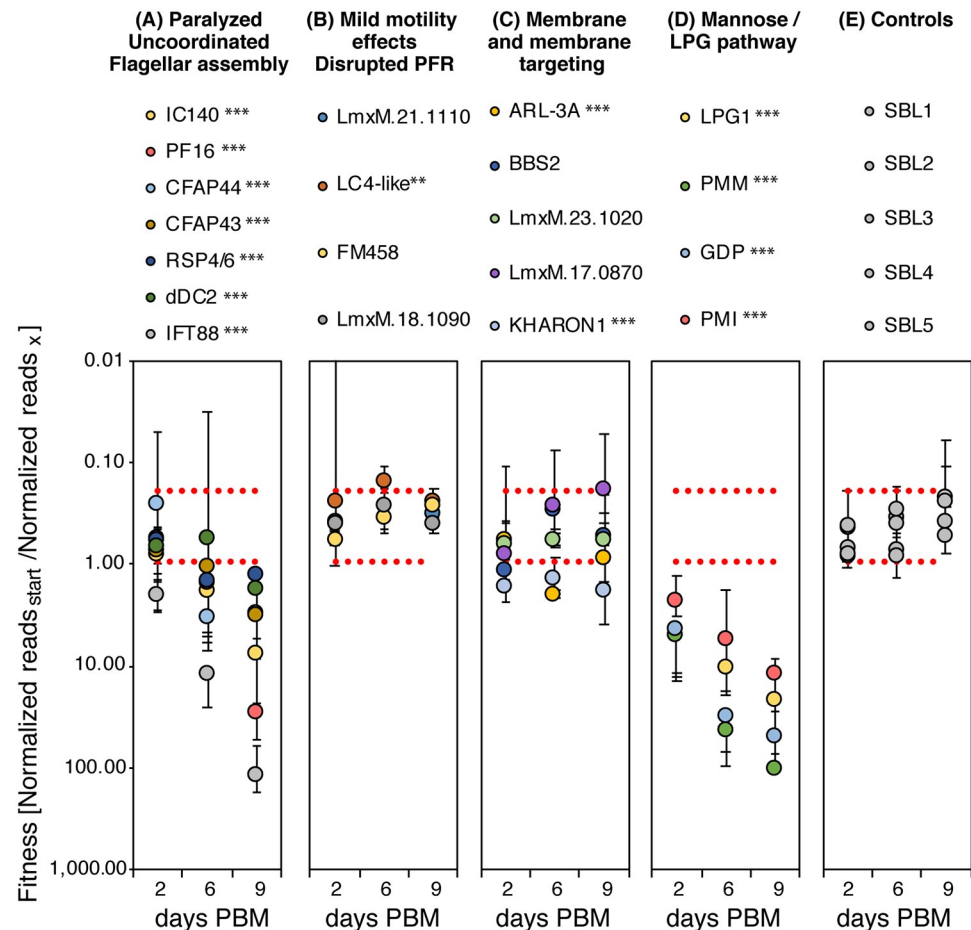 (A) Paralyzed
Uncoordinated
Flagellar assembly
IC140 ***
PF16 ***
CFAP44 ***
CFAP43 ***
RSP4/6 ***
dDC2 ***
IFT88 ***
(B) Mild motility
effects
Disrupted PFR
LmxM.21.1110
LC4-like**
FM458
LmxM.18.1090
(C) Membrane
and membrane
targeting
ARL-3A ***
BBS2
LmxM.23.1020
LmxM.17.0870
KHARON1 ***
(D) Mannose /
LPG pathway
LPG1 ***
PMM ***
GDP ***
PMI ***
(E) Controls
SBL1
SBL2
SBL3
SBL4
SBL5
Fitness [Normalized reads start /Normalized reads x]
0.01
0.10
1.00
10.00
100.00
1,000.00
2 6 9
days PBM
2 6 9
days PBM
2 6 9
days PBM
2 6 9
days PBM
2 6 9
days PBM